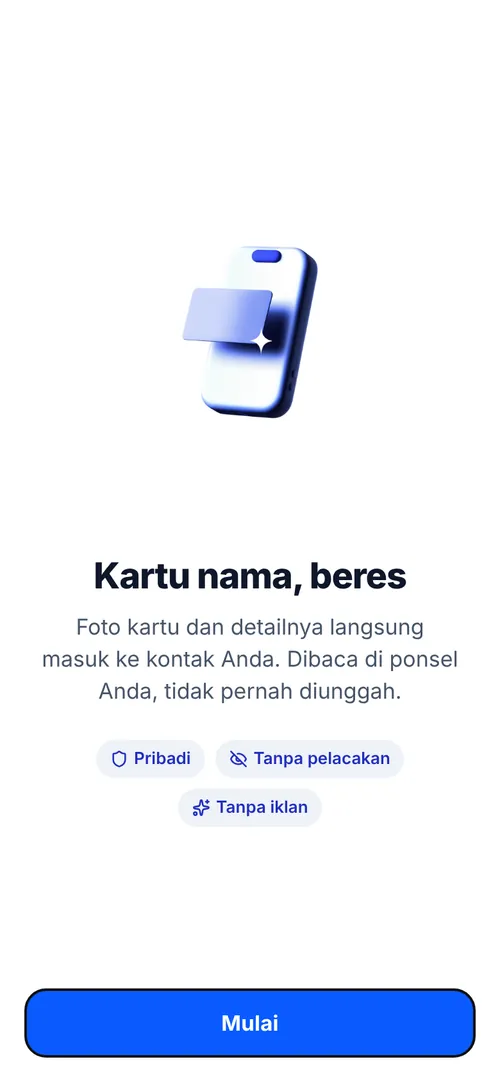 Kartu nama, beres
Foto kartu dan detailnya langsung
masuk ke kontak Anda. Dibaca di ponsel
Anda, tidak pernah diunggah.
Pribadi
Tanpa pelacakan
Tanpa iklan
Mulai